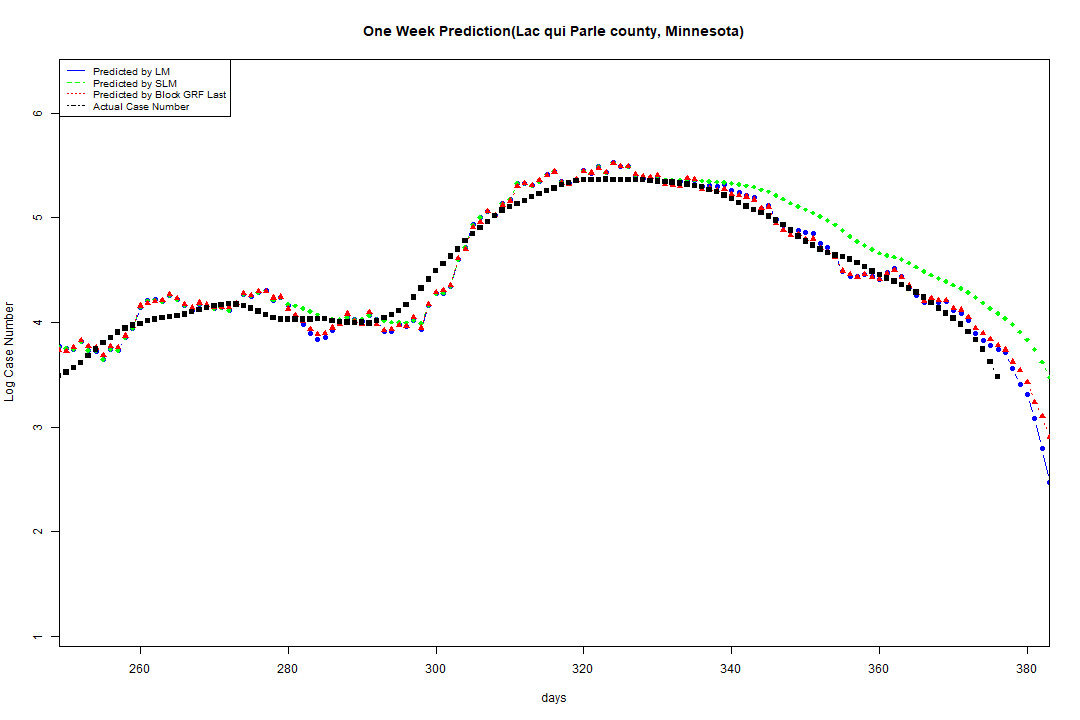 One Week Prediction(Lac qui Parle county, Minnesota)
Predicted by LM
Predicted by SLM
Predicted by Block GRF Last
Actual Case Number
Log Case Number
6
5
4
3
2
1
260 280 300 320 340 360 380
days